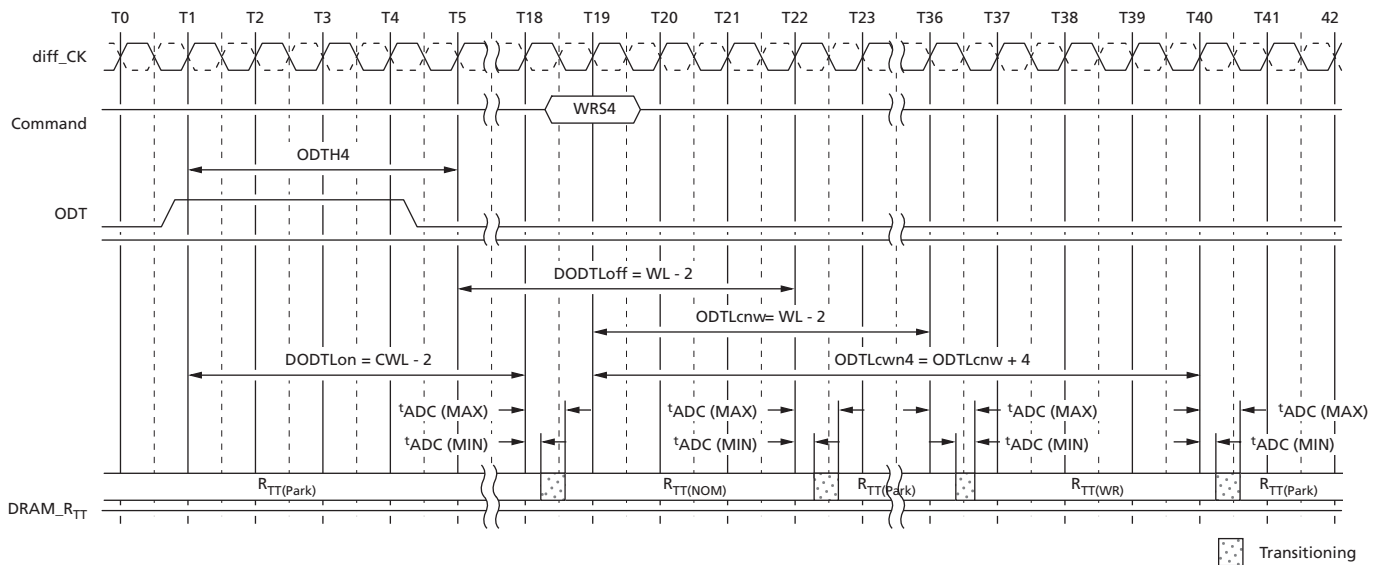 T0 T1 T2 T3 T4 T5 T18 T19 T20 T21 T22 T23 T36 T37 T38 T39 T40 T41 42
diff_CK
WRS4
Command
ODTH4
ODT
DODTLoff = WL - 2
ODTLcnw= WL - 2
DODTLon = CWL - 2 ODTLcwn4 = ODTLcnw + 4
tADC (MAX) tADC (MAX) tADC (MAX) tADC (MAX)
tADC (MIN) tADC (MIN) tADC (MIN) tADC (MIN)
RTT(Park) RTT(NOM) RTT(Park) RTT(WR) RTT(Park)
DRAM_RTT
Transitioning